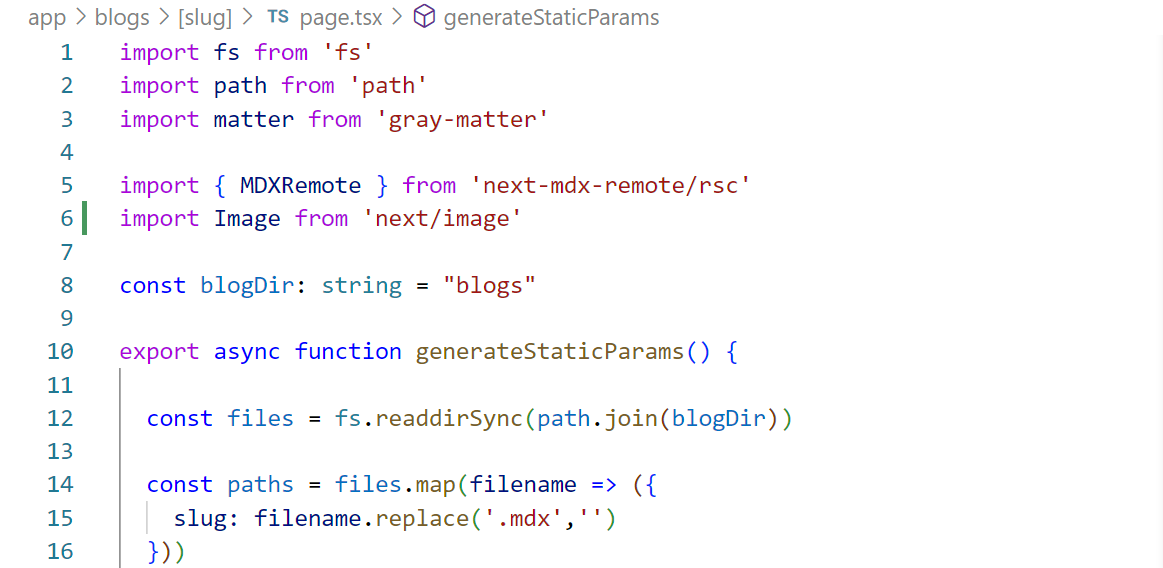 app > blogs > [slug] > TS page.tsx > generateStaticParams
1 import fs from 'fs'
2 import path from 'path'
3 import matter from 'gray-matter'
4
5 import { MDXRemote } from 'next-mdx-remote/rsc'
6 import Image from 'next/image'
7
8 const blogDir: string = "blogs"
9
10 export async function generateStaticParams() {
11
12 const files = fs.readdirSync(path.join(blogDir))
13
14 const paths = files.map(filename => ({
15 slug: filename.replace('.mdx','')
16 }))